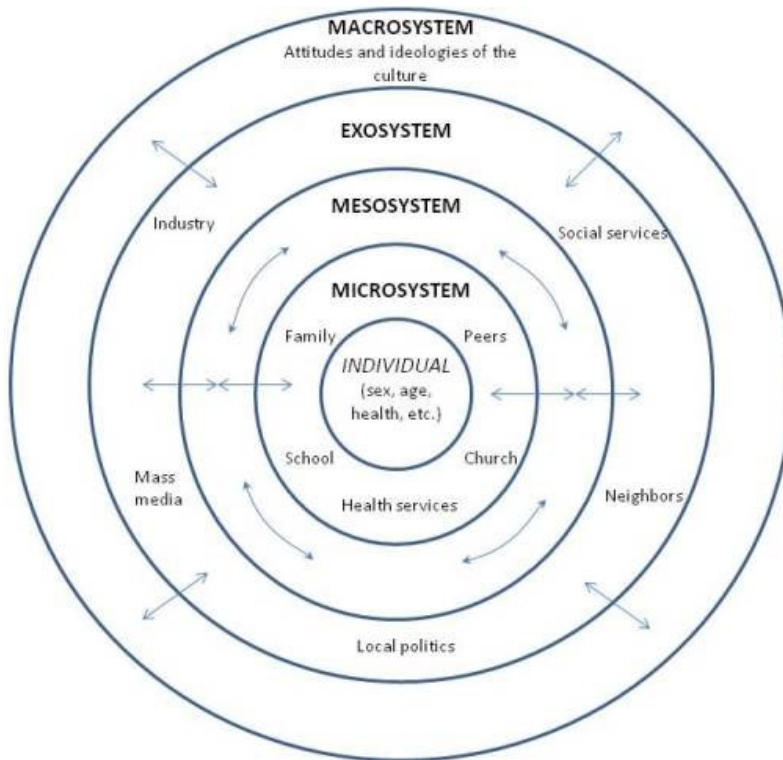 MACROSYSTEM
Attitudes and ideologies of the
culture
EXOSYSTEM
MESOSYSTEM
Industry
Social services
MICROSYSTEM
Family
Peers
INDIVIDUAL
(sex, age,
health, etc.)
School
Church
Mass
media
Neighbors
Health services
Local politics